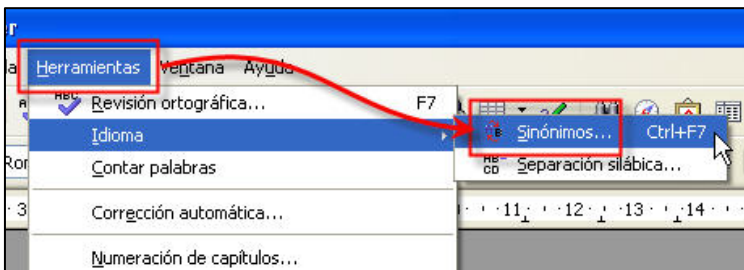 Herramientas Ventana Ayuda
Revisión ortográfica... F7
Idioma
Sinónimos... Ctrl+F7
Contar palabras
Separación silábica...
Corrección automática...
3 11 12 13 14
Numeración de capítulos...